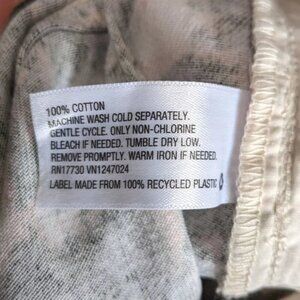 100% COTTON
MACHINE WASH COLD SEPARATELY.
GENTLE CYCLE. ONLY NON-CHLORINE
BLEACH IF NEEDED. TUMBLE DRY LOW.
REMOVE PROMPTLY. WARM IRON IF NEEDED.
RN17730 VN1247024
LABEL MADE FROM 100% RECYCLED PLASTIC